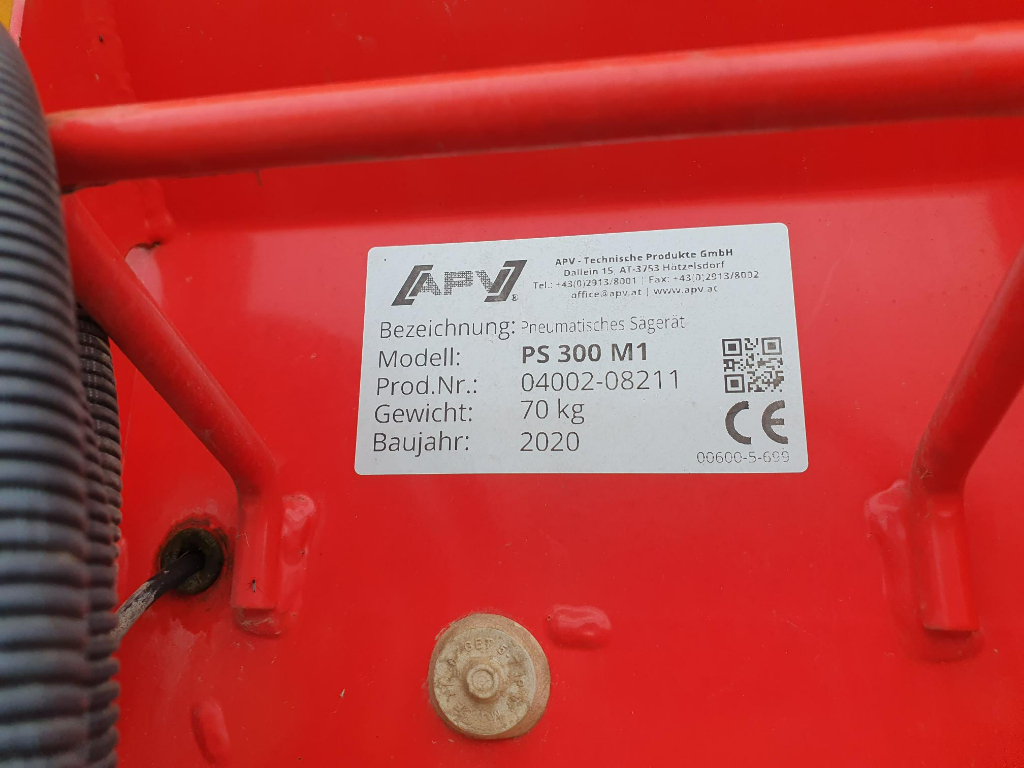 APV®
APV - Technische Produkte GmbH
Dallein 15, AT-3753 Hötzelsdorf
Tel.: +43(0)2913/8001 | Fax: +43(0)2913/8002
office@apv.at | www.apv.at
Bezeichnung: Pneumatisches Sägerät
Modell: PS 300 M1
Prod.Nr.: 04002-08211
Gewicht: 70 kg
Baujahr: 2020
CE
00600-5-699